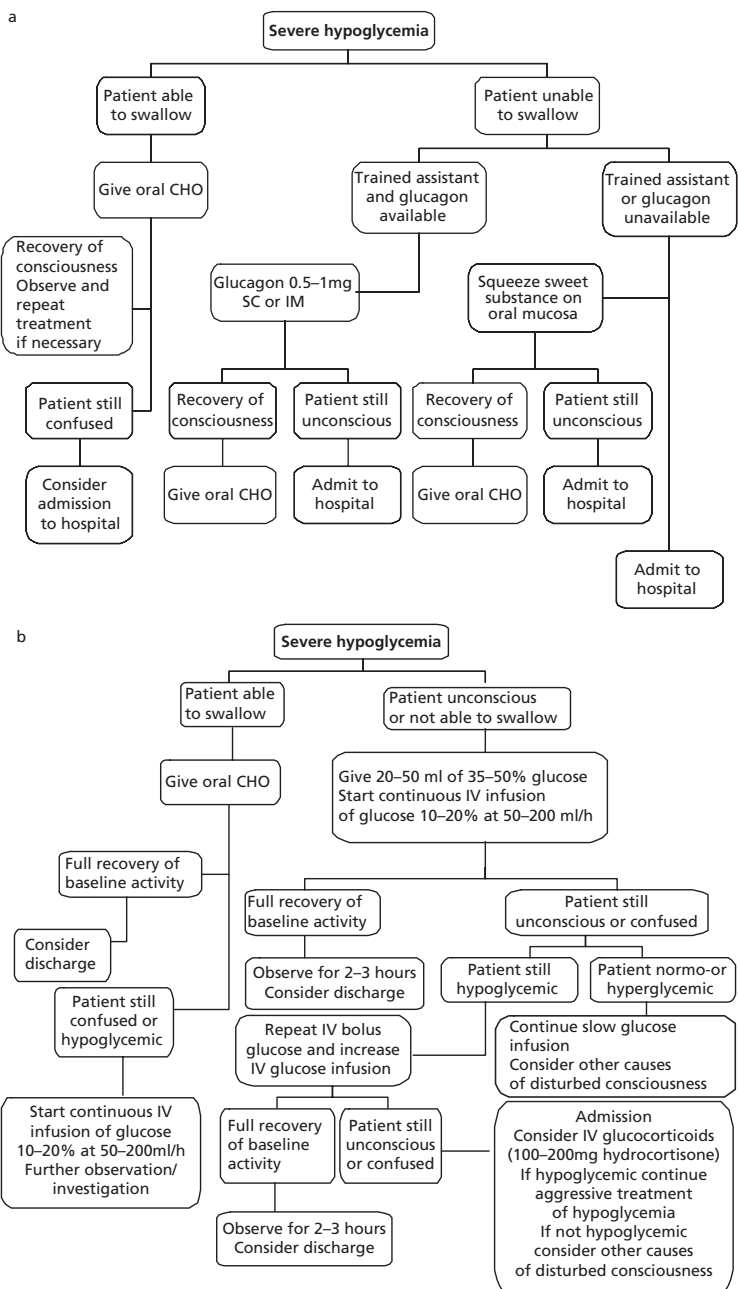 a
Severe hypoglycemia
Patient able
to swallow
Patient unable
to swallow
Give oral CHO
Trained assistant
and glucagon
available
Trained assistant
or glucagon
unavailable
Recovery of
consciousness
Observe and
repeat
treatment
if necessary
Glucagon 0.5–1mg
SC or IM
Squeeze sweet
substance on
oral mucosa
Patient still
confused
Recovery of
consciousness
Patient still
unconscious
Recovery of
consciousness
Patient still
unconscious
Consider
admission
to hospital
Give oral CHO
Admit to
hospital
Give oral CHO
Admit to
hospital
Admit to
hospital
b
Severe hypoglycemia
Patient able
to swallow
Patient unconscious
or not able to swallow
Give oral CHO
Give 20–50 ml of 35–50% glucose
Start continuous IV infusion
of glucose 10–20% at 50–200 ml/h
Full recovery of
baseline activity
Consider
discharge
Full recovery of
baseline activity
Patient still
unconscious or confused
Observe for 2–3 hours
Consider discharge
Patient still
hypoglycemic
Patient normo-or
hyperglycemic
Patient still
confused or
hypoglycemic
Repeat IV bolus
glucose and increase
IV glucose infusion
Continue slow glucose
infusion
Consider other causes
of disturbed consciousness
Start continuous IV
infusion of glucose
10–20% at 50–200ml/h
Further observation/
investigation
Full recovery
of baseline
activity
Patient still
unconscious
or confused
Admission
Consider IV glucocorticoids
(100–200mg hydrocortisone)
If hypoglycemic continue
aggressive treatment
of hypoglycemia
If not hypoglycemic
consider other causes
of disturbed consciousness
Observe for 2–3 hours
Consider discharge